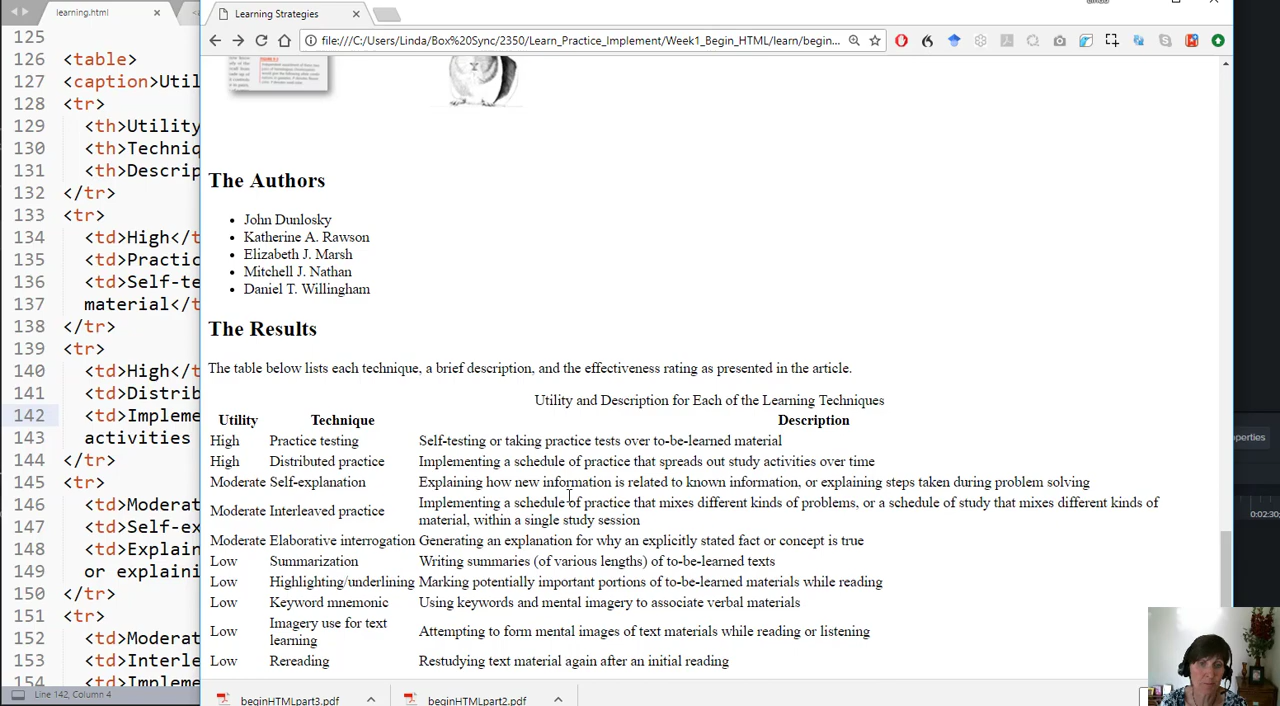 learning.html
Learning Strategies
file:///C:/Users/Linda/Box%20Sync/2350/Learn_Practice_Implement/Week1_Begin_HTML/learn/begin...
125
126 <table>
127 <caption>Util
128 <tr>
129 <th>Utility
130 <th>Techniq
131 <th>Descrip
132 </tr>
133 <tr>
134 <td>High</t
135 <td>Practic
136 <td>Self-te
137 material</t
138 </tr>
139 <tr>
140 <td>High</t
141 <td>Distrib
142 <td>Impleme
143 activities
144 </tr>
145 <tr>
146 <td>Moderat
147 <td>Self-ex
148 <td>Explain
149 or explaini
150 </tr>
151 <tr>
152 <td>Moderat
153 <td>Interle
154 <td>Impleme
Line 142, Column 4
The Authors
• John Dunlosky
• Katherine A. Rawson
• Elizabeth J. Marsh
• Mitchell J. Nathan
• Daniel T. Willingham
The Results
The table below lists each technique, a brief description, and the effectiveness rating as presented in the article.
Utility and Description for Each of the Learning Techniques
Utility Technique Description
High Practice testing Self-testing or taking practice tests over to-be-learned material
High Distributed practice Implementing a schedule of practice that spreads out study activities over time
Moderate Self-explanation Explaining how new information is related to known information, or explaining steps taken during problem solving
Moderate Interleaved practice Implementing a schedule of practice that mixes different kinds of problems, or a schedule of study that mixes different kinds of
material, within a single study session
Moderate Elaborative interrogation Generating an explanation for why an explicitly stated fact or concept is true
Low Summarization Writing summaries (of various lengths) of to-be-learned texts
Low Highlighting/underlining Marking potentially important portions of to-be-learned materials while reading
Low Keyword mnemonic Using keywords and mental imagery to associate verbal materials
Low Imagery use for text
learning Attempting to form mental images of text materials while reading or listening
Low Rereading Restudying text material again after an initial reading
beginHTMLpart3.pdf
beginHTMLpart2.pdf
operties
0:02:30;